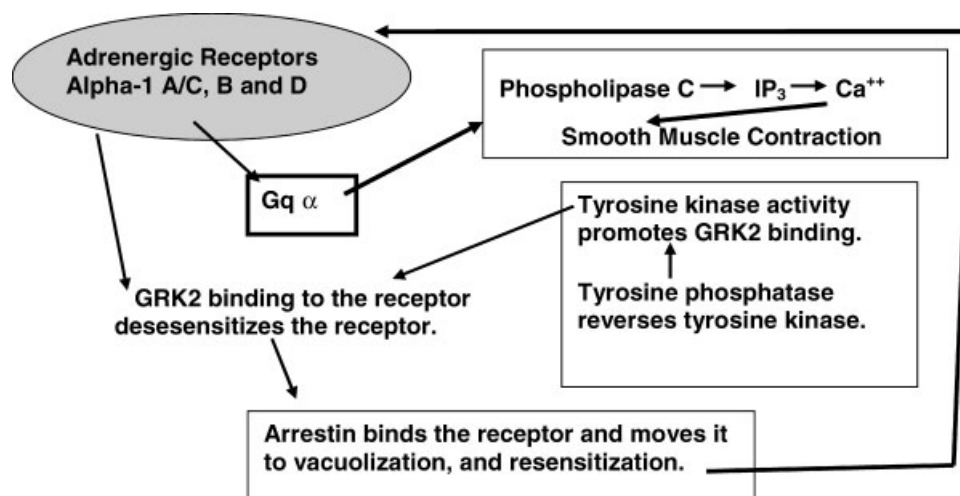 Adrenergic Receptors
Alpha-1 A/C, B and D
Phospholipase C IP₃ Ca⁺⁺
Smooth Muscle Contraction
Gq α
Tyrosine kinase activity
promotes GRK2 binding.
Tyrosine phosphatase
reverses tyrosine kinase.
GRK2 binding to the receptor
desesensitizes the receptor.
Arrestin binds the receptor and moves it
to vacuolization, and resensitization.